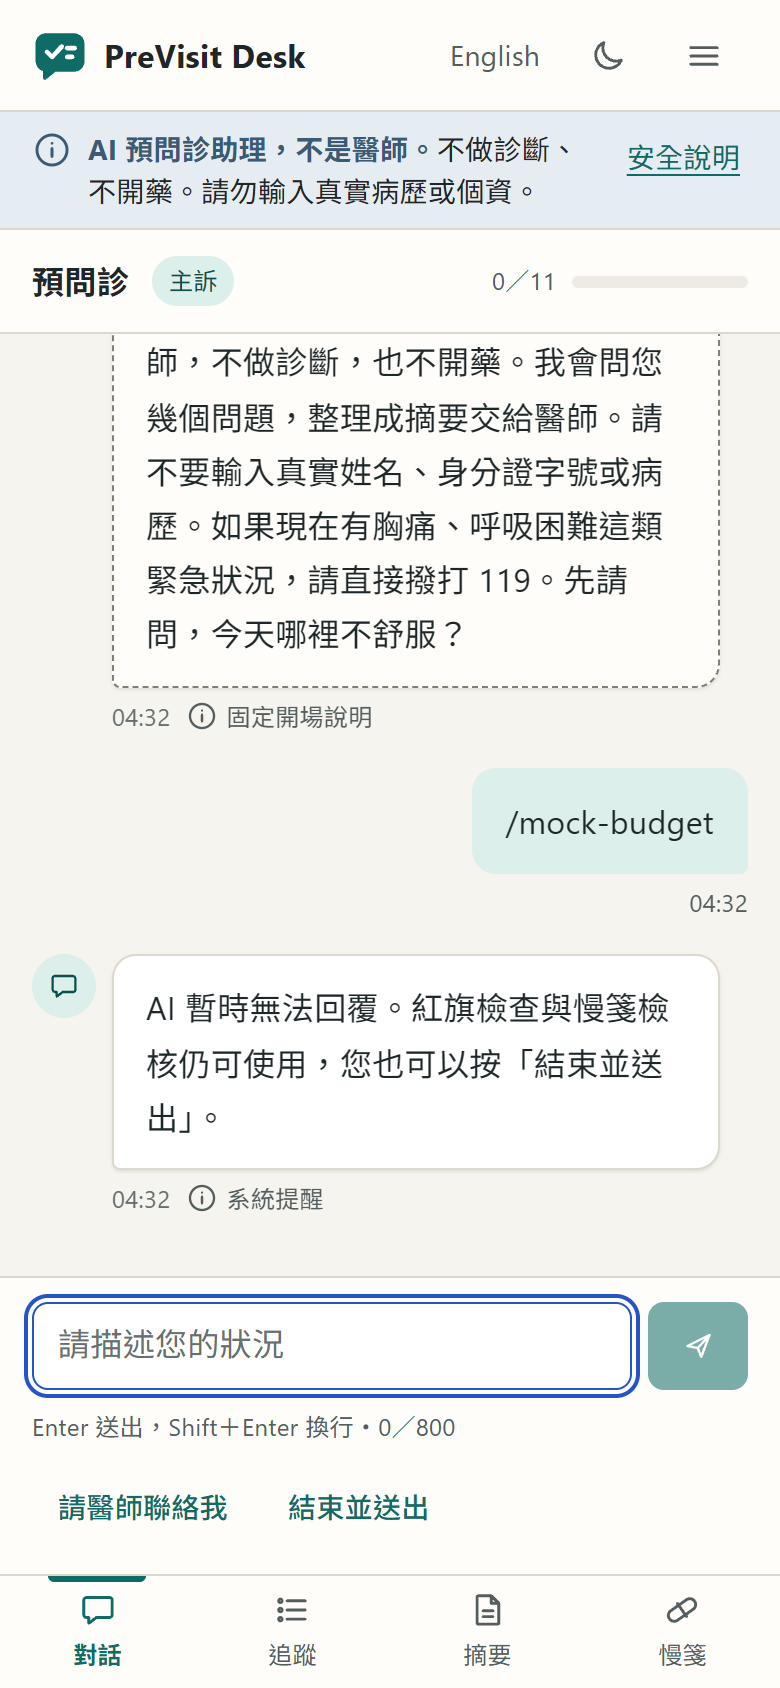 PreVisit Desk
English
AI 預問診助理，不是醫師。不做診斷、
不開藥。請勿輸入真實病歷或個資。
安全說明
預問診
主訴
0／11
師，不做診斷，也不開藥。我會問您
幾個問題，整理成摘要交給醫師。請
不要輸入真實姓名、身分證字號或病
歷。如果現在有胸痛、呼吸困難這類
緊急狀況，請直接撥打 119。先請
問，今天哪裡不舒服？
04:32 固定開場說明
/mock-budget
04:32
AI 暫時無法回覆。紅旗檢查與慢箋檢
核仍可使用，您也可以按「結束並送
出」。
04:32 系統提醒
請描述您的狀況
Enter 送出，Shift＋Enter 換行・0／800
請醫師聯絡我
結束並送出
對話
追蹤
摘要
慢箋